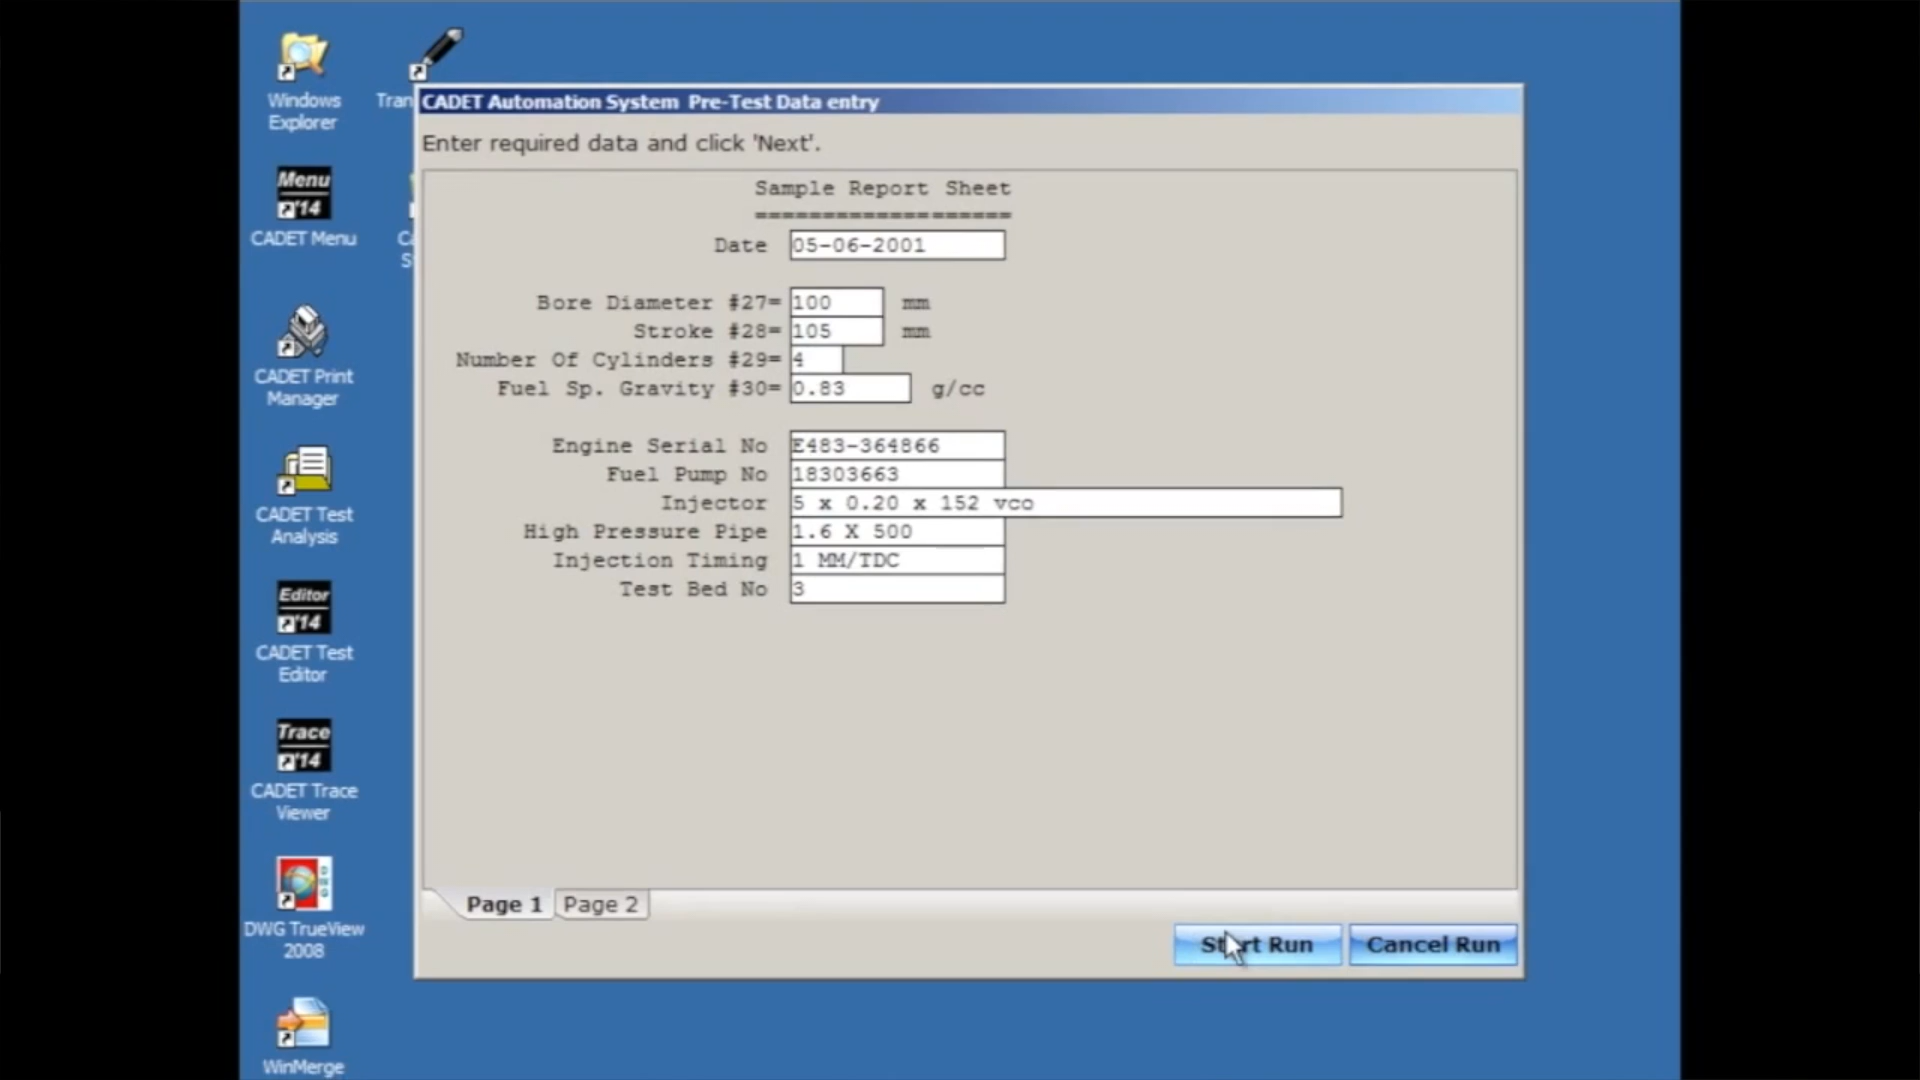 Windows
Explorer
Tran
Menu
'14
CADET Menu
CADET Print
Manager
CADET Test
Analysis
Editor
'14
CADET Test
Editor
Trace
'14
CADET Trace
Viewer
DWG
DWG TrueView
2008
WinMerge
CADET Automation System Pre-Test Data entry
Enter required data and click 'Next'.
Sample Report Sheet
===================
Date 05-06-2001
Bore Diameter #27= 100 mm
Stroke #28= 105 mm
Number Of Cylinders #29= 4
Fuel Sp. Gravity #30= 0.83 g/cc
Engine Serial No E483-364866
Fuel Pump No 18303663
Injector 5 x 0.20 x 152 vco
High Pressure Pipe 1.6 X 500
Injection Timing 1 MM/TDC
Test Bed No 3
Page 1 Page 2
Start Run Cancel Run